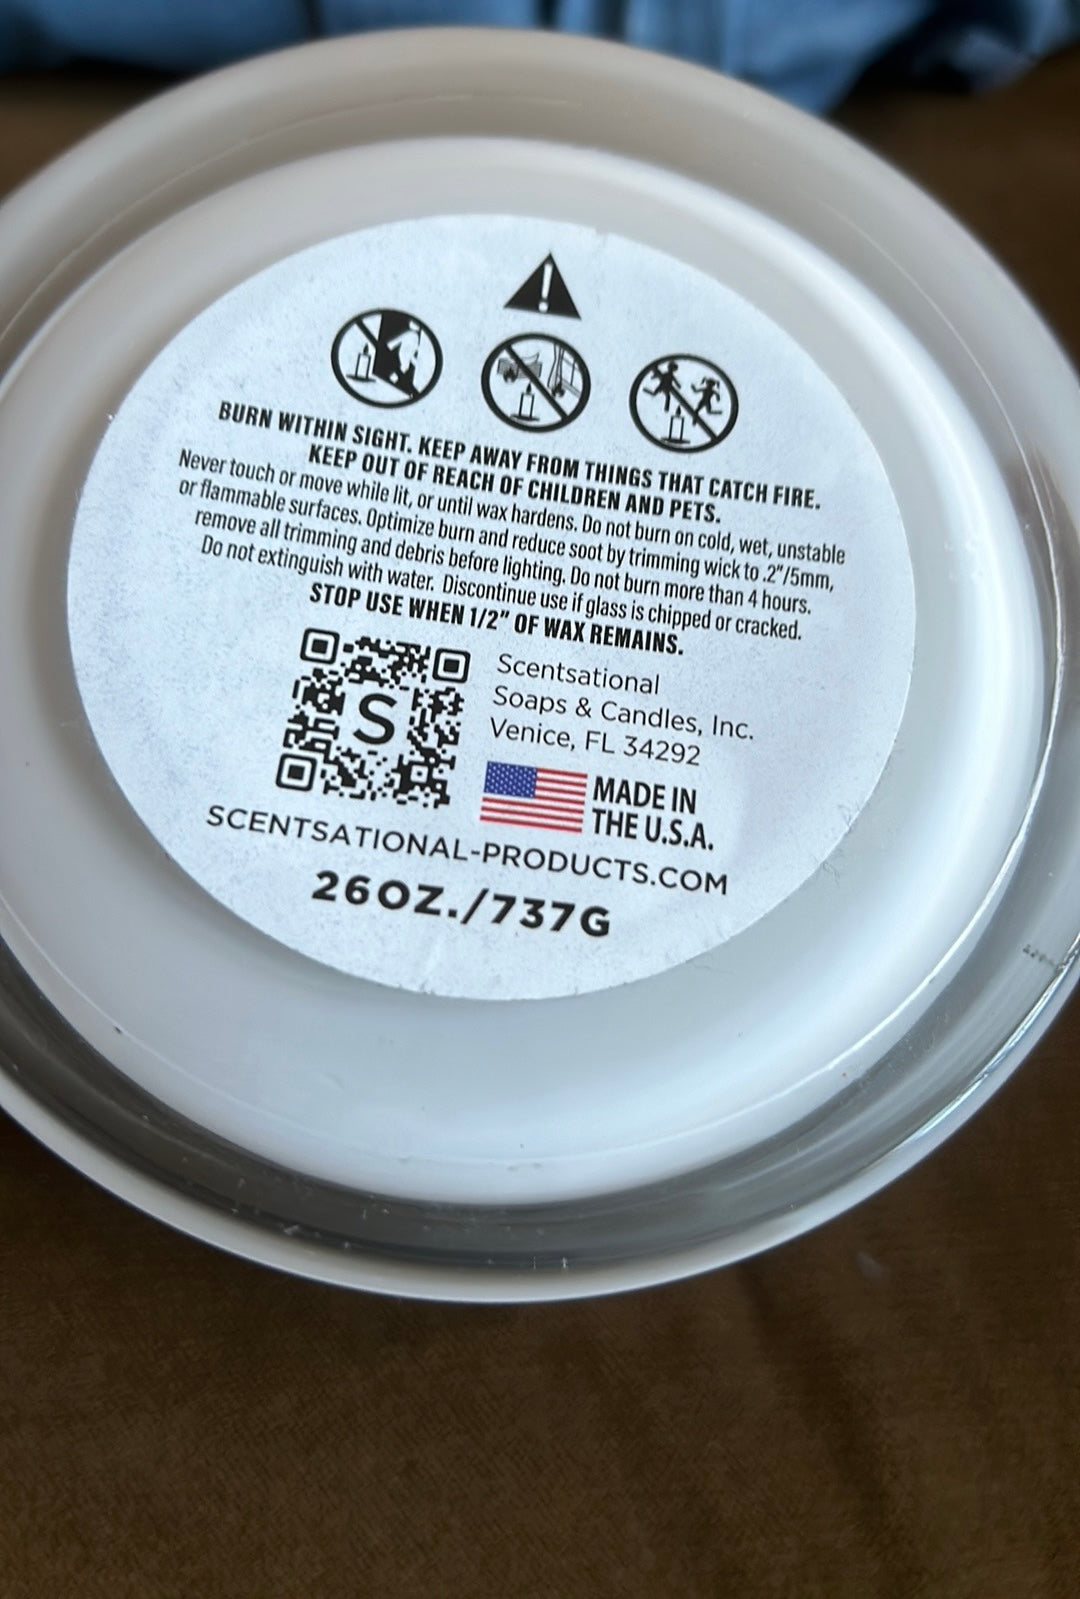 BURN WITHIN SIGHT. KEEP AWAY FROM THINGS THAT CATCH FIRE.
KEEP OUT OF REACH OF CHILDREN AND PETS.
Never touch or move while lit, or until wax hardens. Do not burn on cold, wet, unstable
or flammable surfaces. Optimize burn and reduce soot by trimming wick to .2"/5mm,
remove all trimming and debris before lighting. Do not burn more than 4 hours.
Do not extinguish with water. Discontinue use if glass is chipped or cracked.
STOP USE WHEN 1/2" OF WAX REMAINS.
S
Scentsational
Soaps & Candles, Inc.
Venice, FL 34292
MADE IN
THE U.S.A.
SCENTSATIONAL-PRODUCTS.COM
26OZ./737G